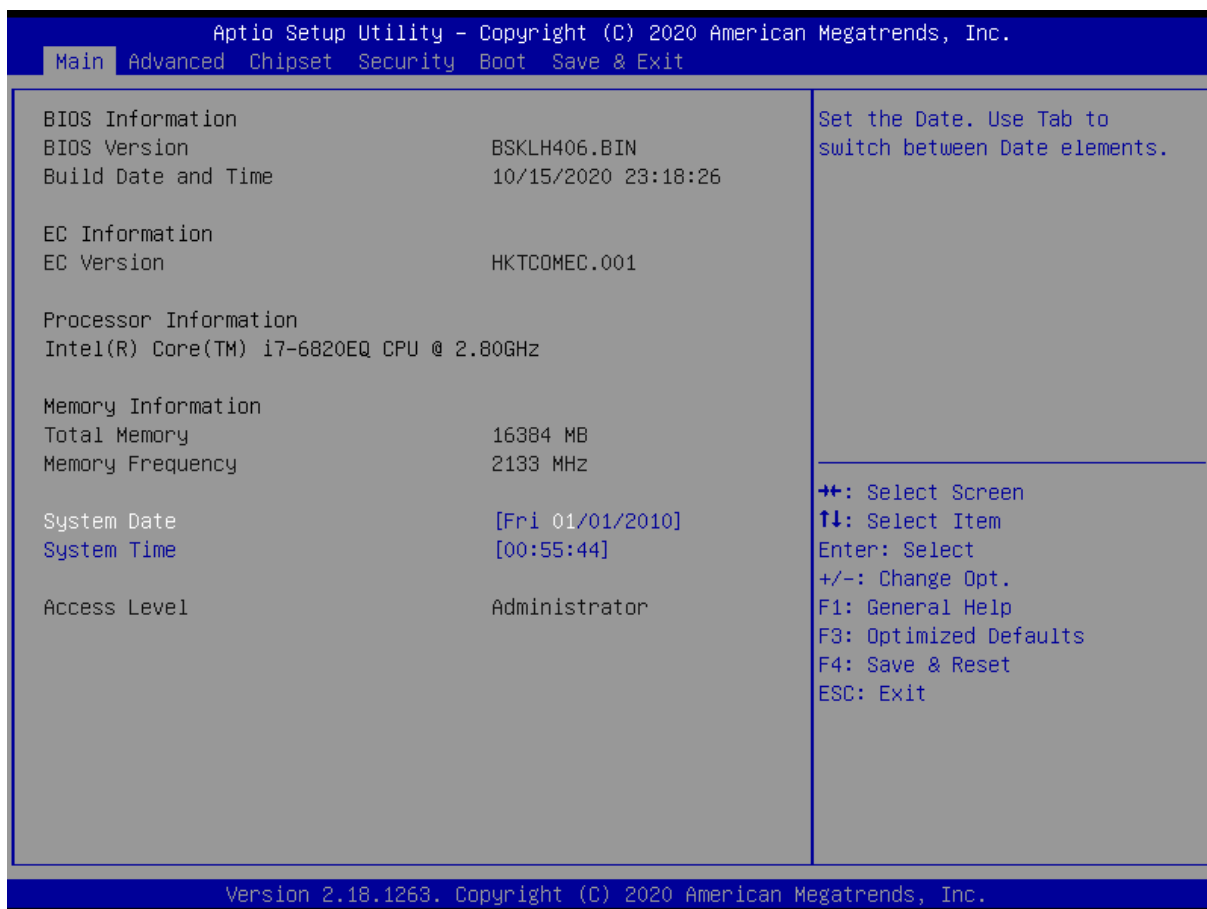 Aptio Setup Utility – Copyright (C) 2020 American Megatrends, Inc.
Main Advanced Chipset Security Boot Save & Exit
BIOS Information
BIOS Version BSKLH406.BIN
Build Date and Time 10/15/2020 23:18:26
EC Information
EC Version HKTCOMEC.001
Processor Information
Intel(R) Core(TM) i7-6820EQ CPU @ 2.80GHz
Memory Information
Total Memory 16384 MB
Memory Frequency 2133 MHz
System Date [Fri 01/01/2010]
System Time [00:55:44]
Access Level Administrator
Set the Date. Use Tab to
switch between Date elements.
→←: Select Screen
↑↓: Select Item
Enter: Select
+/-: Change Opt.
F1: General Help
F3: Optimized Defaults
F4: Save & Reset
ESC: Exit
Version 2.18.1263. Copyright (C) 2020 American Megatrends, Inc.